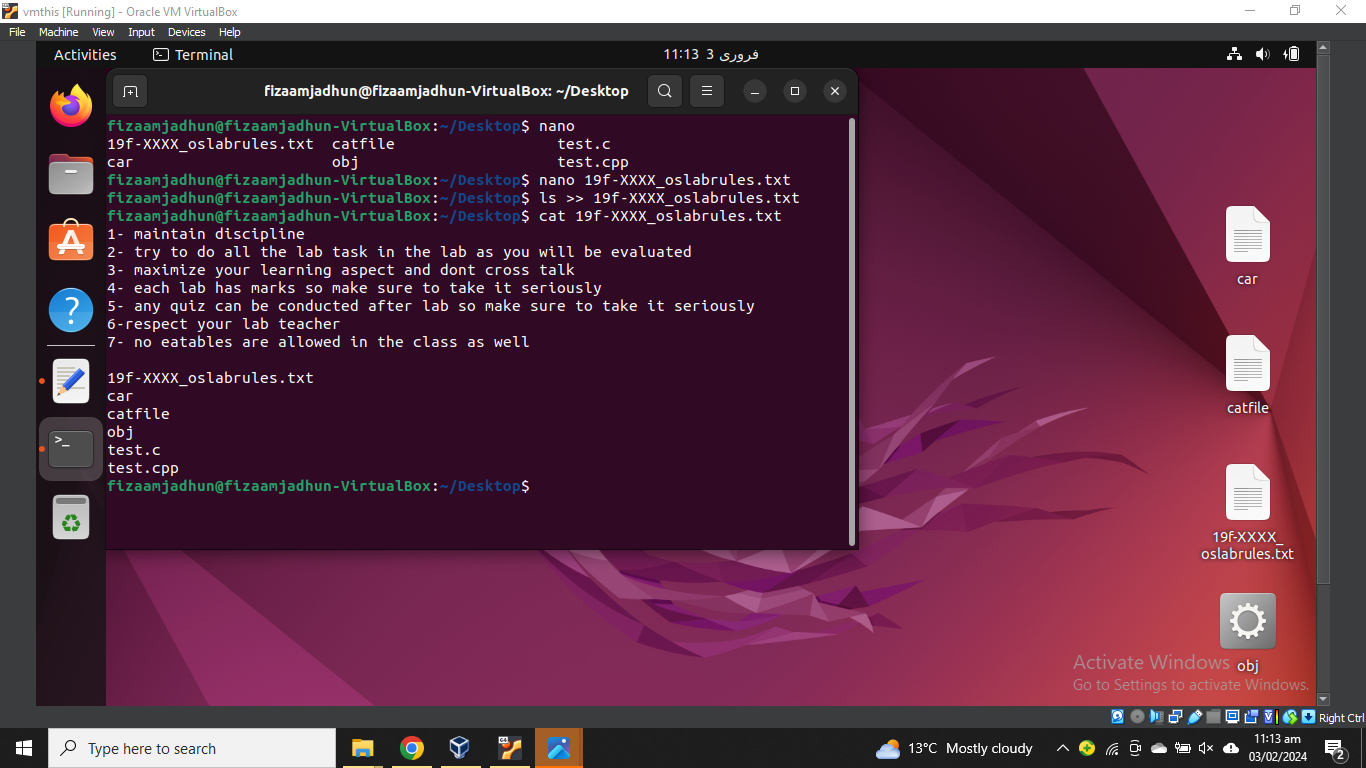 vmthis [Running] - Oracle VM VirtualBox
File Machine View Input Devices Help
Activities Terminal 11:13 3 فروری
fizaamjadhun@fizaamjadhun-VirtualBox: ~/Desktop
fizaamjadhun@fizaamjadhun-VirtualBox:~/Desktop$ nano
19f-XXXX_oslabrules.txt catfile test.c
car obj test.cpp
fizaamjadhun@fizaamjadhun-VirtualBox:~/Desktop$ nano 19f-XXXX_oslabrules.txt
fizaamjadhun@fizaamjadhun-VirtualBox:~/Desktop$ ls >> 19f-XXXX_oslabrules.txt
fizaamjadhun@fizaamjadhun-VirtualBox:~/Desktop$ cat 19f-XXXX_oslabrules.txt
1- maintain discipline
2- try to do all the lab task in the lab as you will be evaluated
3- maximize your learning aspect and dont cross talk
4- each lab has marks so make sure to take it seriously
5- any quiz can be conducted after lab so make sure to take it seriously
6-respect your lab teacher
7- no eatables are allowed in the class as well
19f-XXXX_oslabrules.txt
car
catfile
obj
test.c
test.cpp
fizaamjadhun@fizaamjadhun-VirtualBox:~/Desktop$
car
catfile
19f-XXXX_
oslabrules.txt
obj
Activate Windows
Go to Settings to activate Windows.
Right Ctrl
Type here to search
64
13°C Mostly cloudy
11:13 am
03/02/2024
2